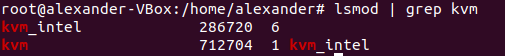 root@alexander-VBox:/home/alexander# lsmod | grep kvm
kvm_intel 286720 6
kvm 712704 1 kvm_intel